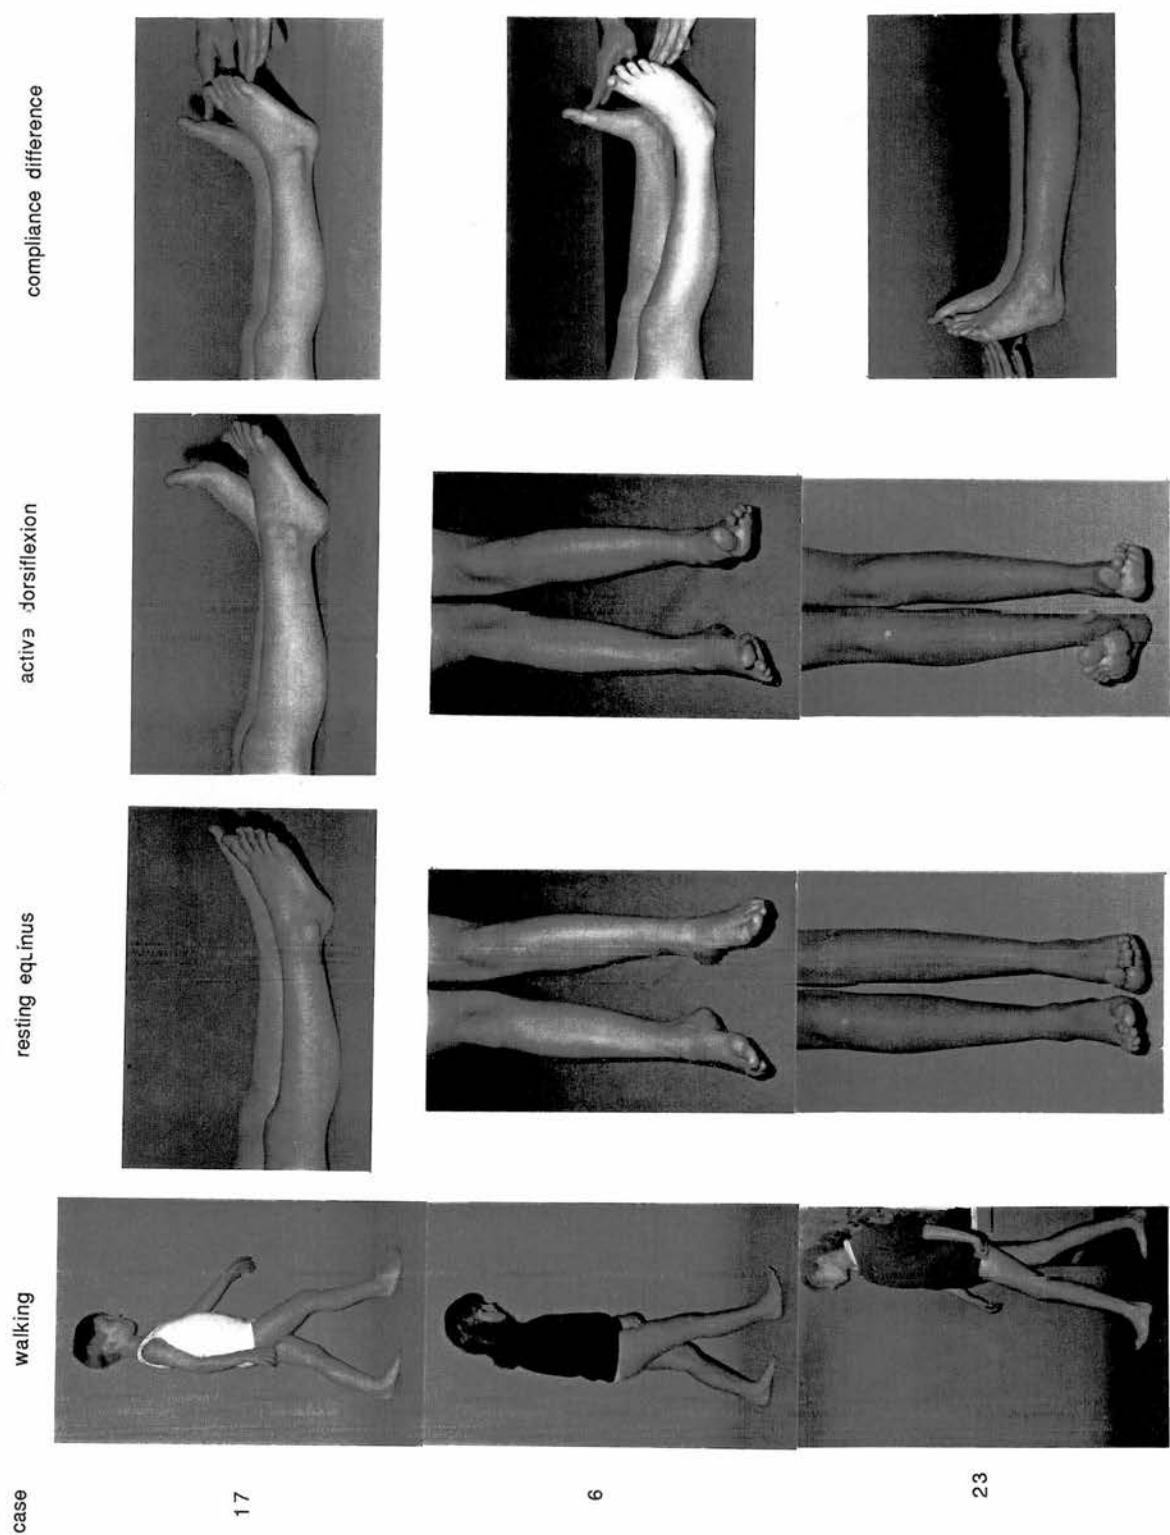 case walking resting equinus active dorsiflexion compliance difference
17
6
23